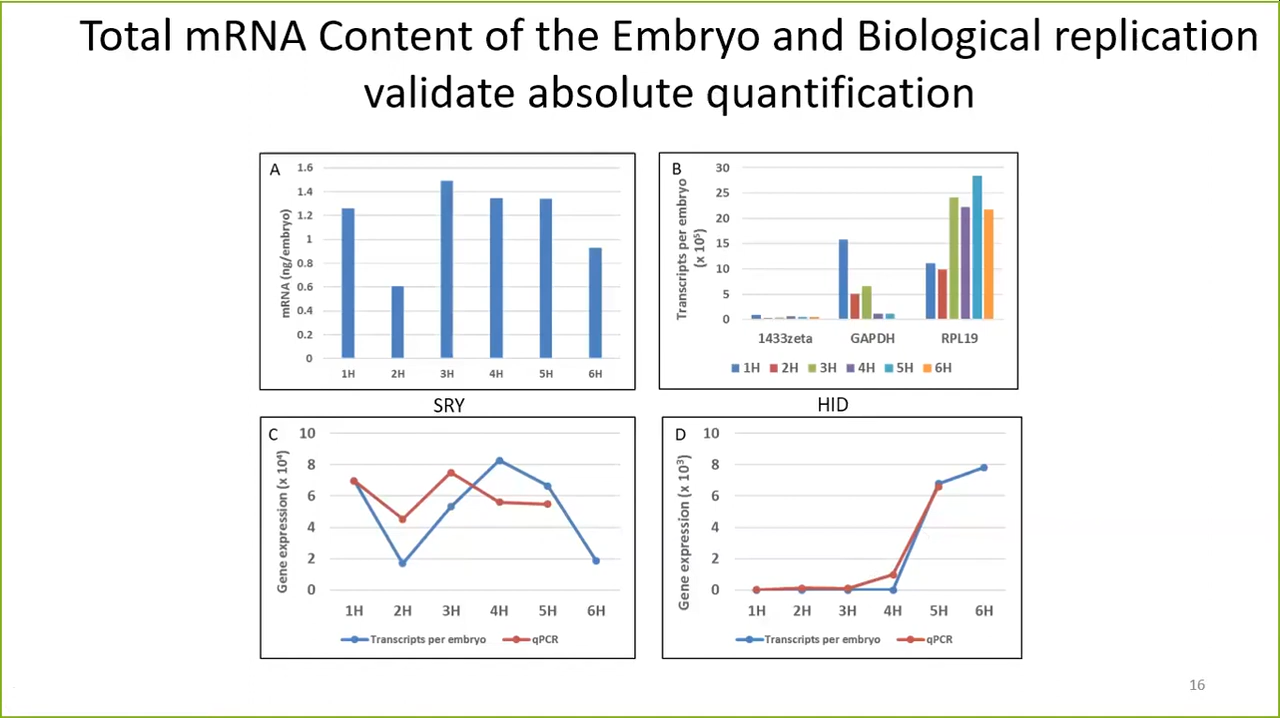 Total mRNA Content of the Embryo and Biological replication
validate absolute quantification
A
mRNA (ng/embryo)
1.6
1.4
1.2
1
0.8
0.6
0.4
0.2
0
1H 2H 3H 4H 5H 6H
B
Transcripts per embryo
(x 10⁵)
30
25
20
15
10
5
0
1433zeta GAPDH RPL19
1H 2H 3H 4H 5H 6H
SRY
C
Gene expression (x 10⁴)
10
8
6
4
2
0
1H 2H 3H 4H 5H 6H
Transcripts per embryo qPCR
HID
D
Gene expression (x 10³)
10
8
6
4
2
0
1H 2H 3H 4H 5H 6H
Transcripts per embryo qPCR
16